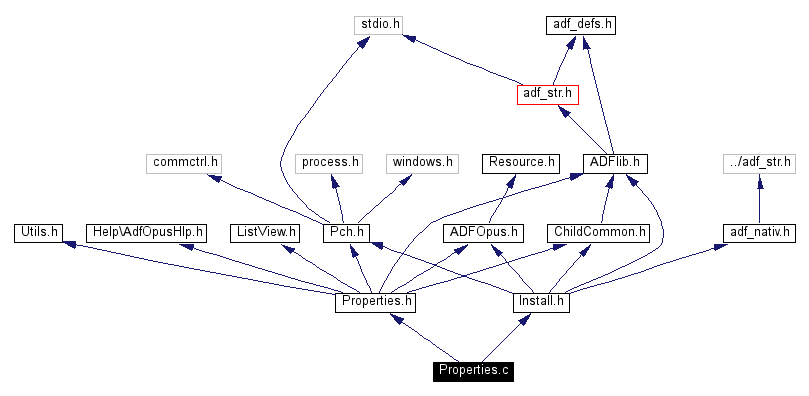 stdio.h
adf_defs.h
adf_str.h
commctrl.h
process.h
windows.h
Resource.h
ADFlib.h
../adf_str.h
Utils.h
Help\AdfOpusHlp.h
ListView.h
Pch.h
ADFOpus.h
ChildCommon.h
adf_nativ.h
Properties.h
Install.h
Properties.c